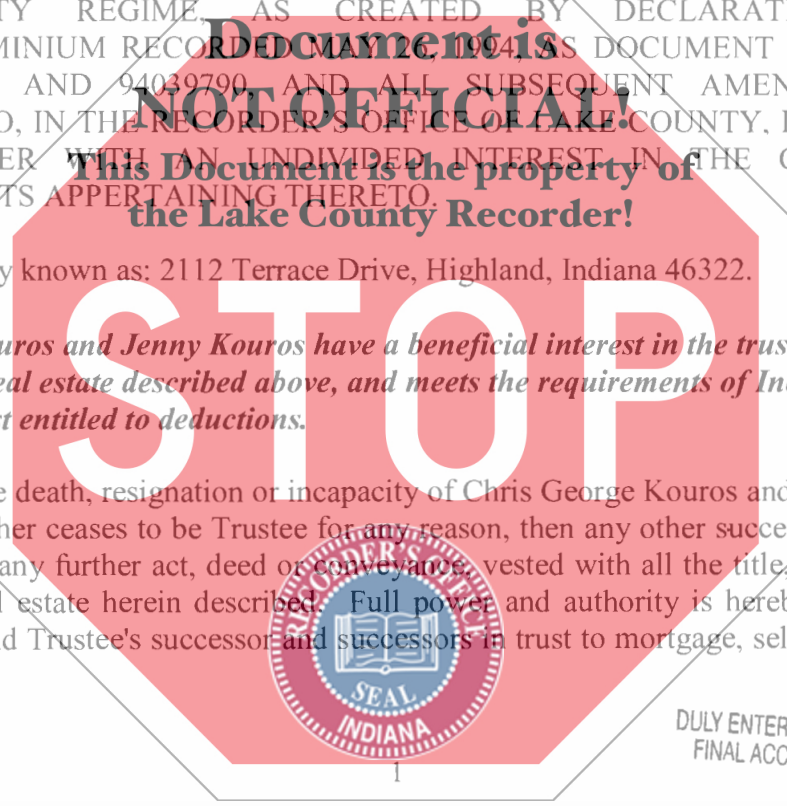 TY REGIME, AS CREATED BY DECLARATI
MINIUM RECORDED MAY 26, 1994, AS DOCUMENT
Document is
AND 94039790, AND ALL SUBSEQUENT AMEN
NOT OFFICIAL!
O, IN THE RECORDER'S OFFICE OF LAKE COUNTY, I
ER WITH AN UNDIVIDED INTEREST IN THE C
This Document is the property of
TS APPERTAINING THERETO.
the Lake County Recorder!
y known as: 2112 Terrace Drive, Highland, Indiana 46322.
STOP
uros and Jenny Kouros have a beneficial interest in the trus
eal estate described above, and meets the requirements of In
t entitled to deductions.
e death, resignation or incapacity of Chris George Kouros and
her ceases to be Trustee for any reason, then any other succe
any further act, deed or conveyance, vested with all the title,
l estate herein described. Full power and authority is hereb
d Trustee's successor and successors in trust to mortgage, sel
RECORDER'S OFFICE
SEAL
INDIANA
DULY ENTER
FINAL ACC
1